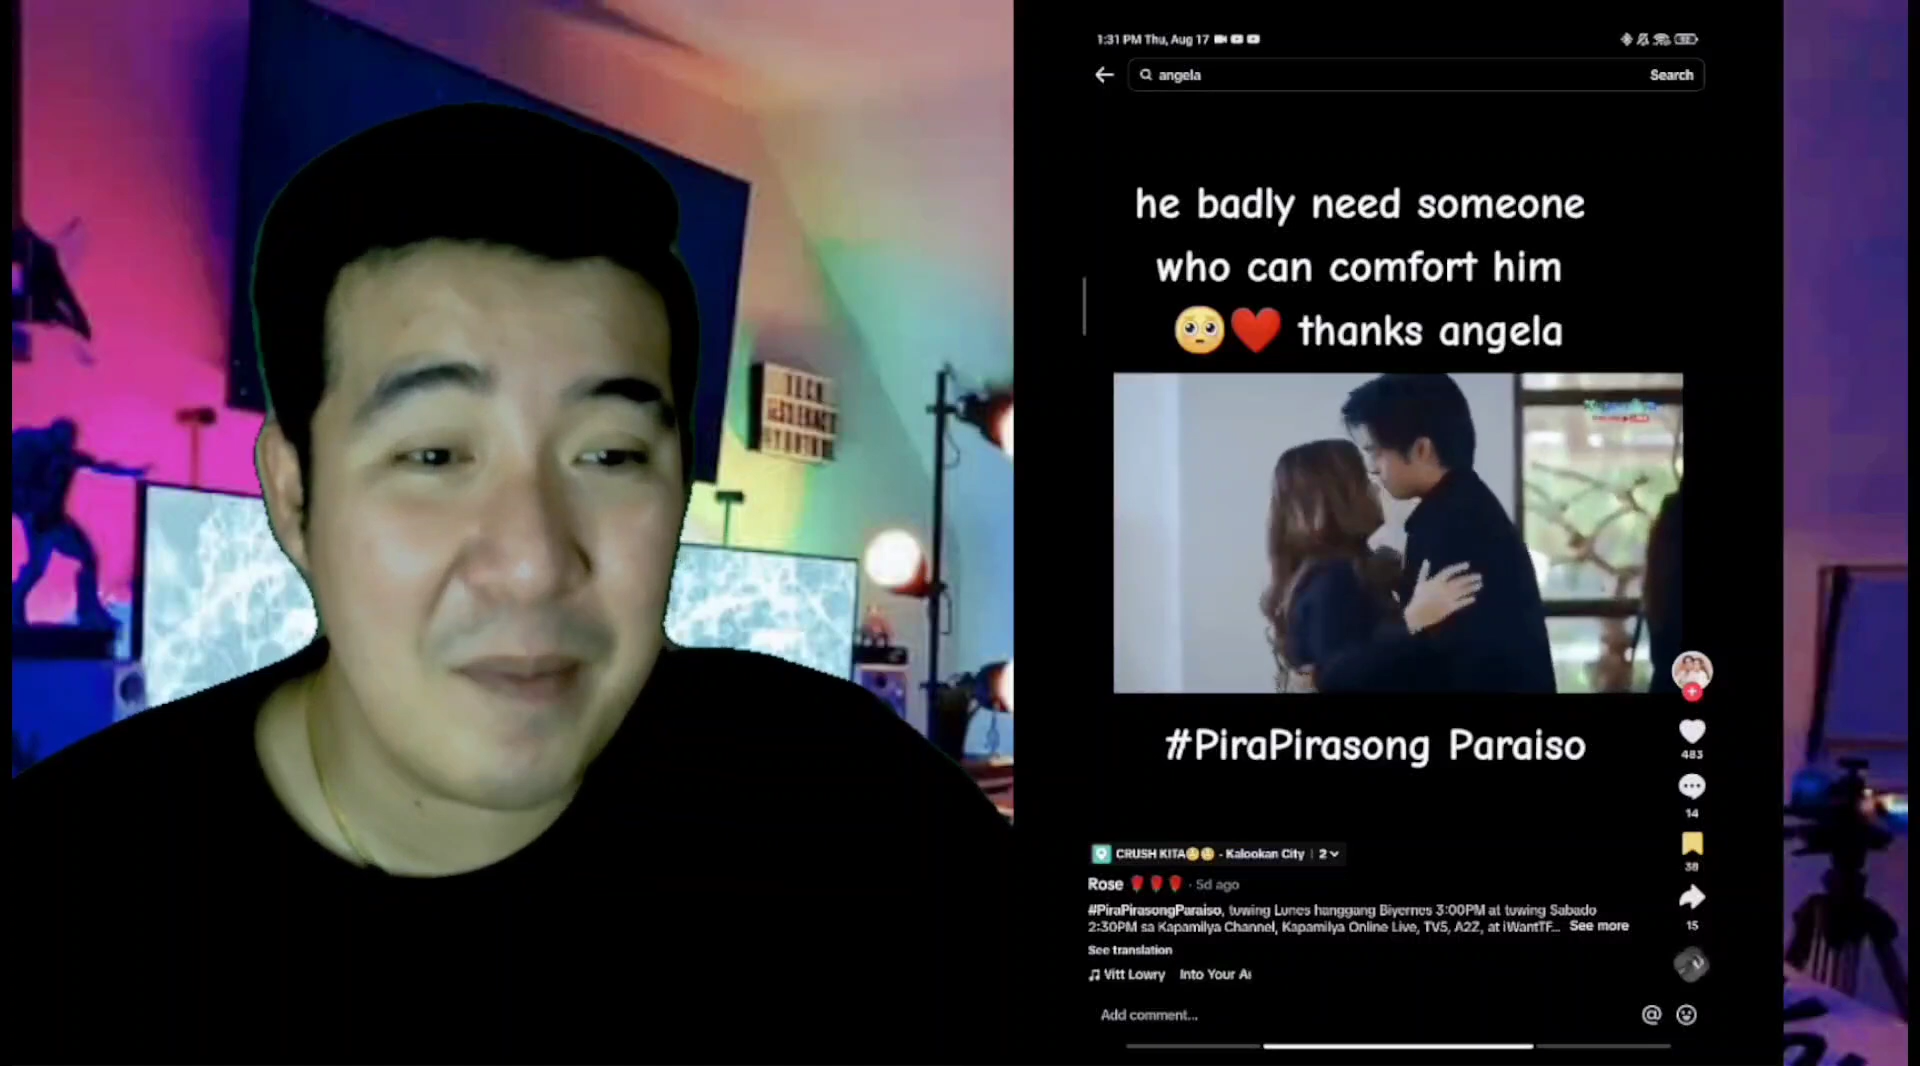 1:31 PM Thu, Aug 17
angela
Search
he badly need someone
who can comfort him
🥺❤️ thanks angela
#PiraPirasong Paraiso
483
14
38
15
CRUSH KITA🥺🥺 - Kalookan City | 2
Rose 🌹🌹🌹 · 5d ago
#PiraPirasongParaiso, tuwing Lunes hanggang Biyernes 3:00PM at tuwing Sabado
2:30PM sa Kapamilya Channel, Kapamilya Online Live, TV5, A2Z, at iWantTF... See more
See translation
Vitt Lowry Into Your Ar
Add comment...
@